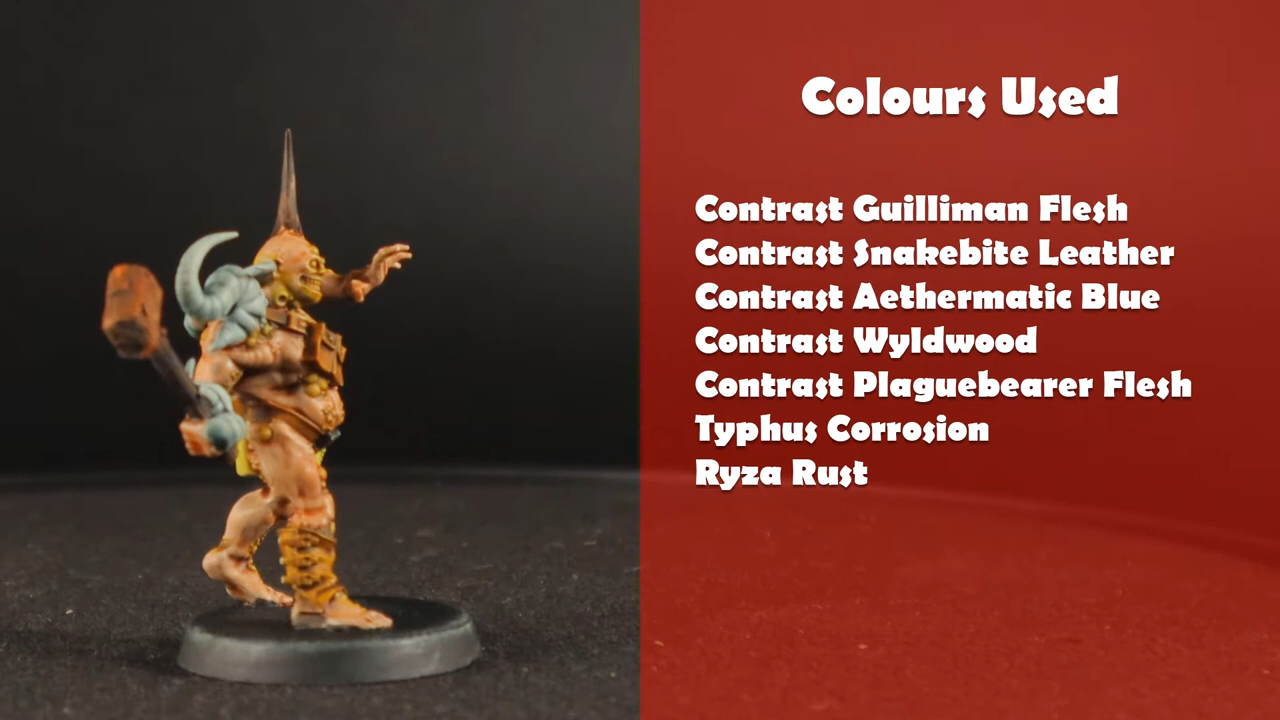 Colours Used
Contrast Guilliman Flesh
Contrast Snakebite Leather
Contrast Aethermatic Blue
Contrast Wyldwood
Contrast Plaguebearer Flesh
Typhus Corrosion
Ryza Rust